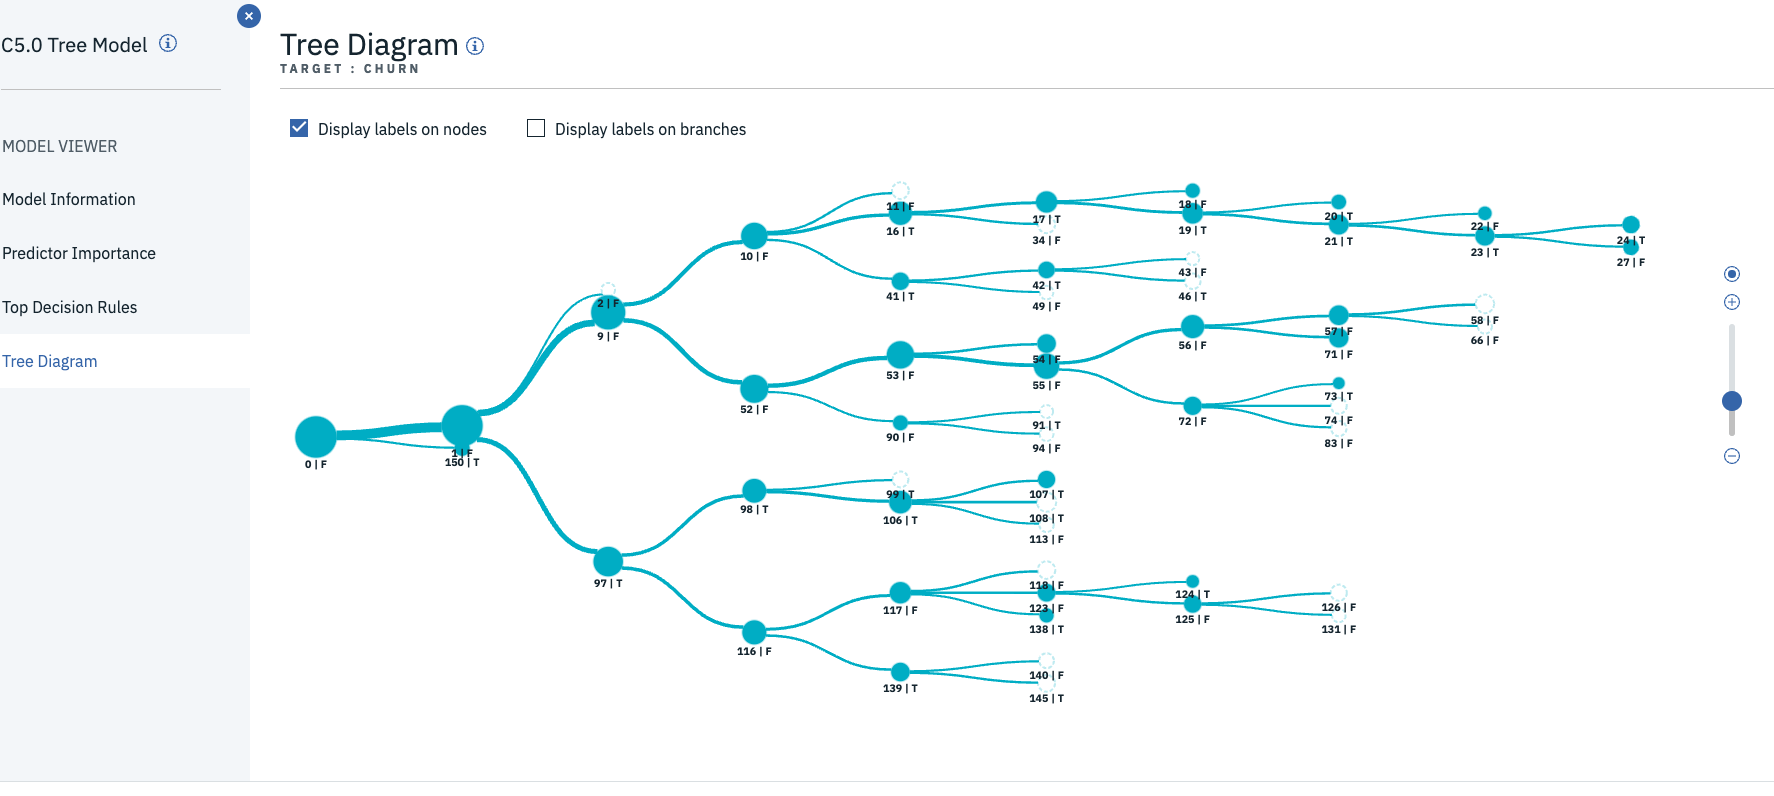 C5.0 Tree Model
MODEL VIEWER
Model Information
Predictor Importance
Top Decision Rules
Tree Diagram
Tree Diagram
TARGET : CHURN
Display labels on nodes
Display labels on branches
0 | F
1 | F
150 | T
2 | F
9 | F
97 | T
10 | F
52 | F
98 | T
116 | F
11 | F
16 | T
41 | T
53 | F
90 | F
99 | T
106 | T
117 | F
139 | T
17 | T
34 | F
42 | T
49 | F
54 | F
55 | F
91 | T
94 | F
107 | T
108 | T
113 | F
118 | F
123 | F
138 | T
140 | F
145 | T
18 | F
19 | T
43 | F
46 | T
56 | F
72 | F
124 | T
125 | F
20 | T
21 | T
57 | F
71 | F
73 | T
74 | F
83 | F
126 | F
131 | F
22 | F
23 | T
58 | F
66 | F
24 | T
27 | F